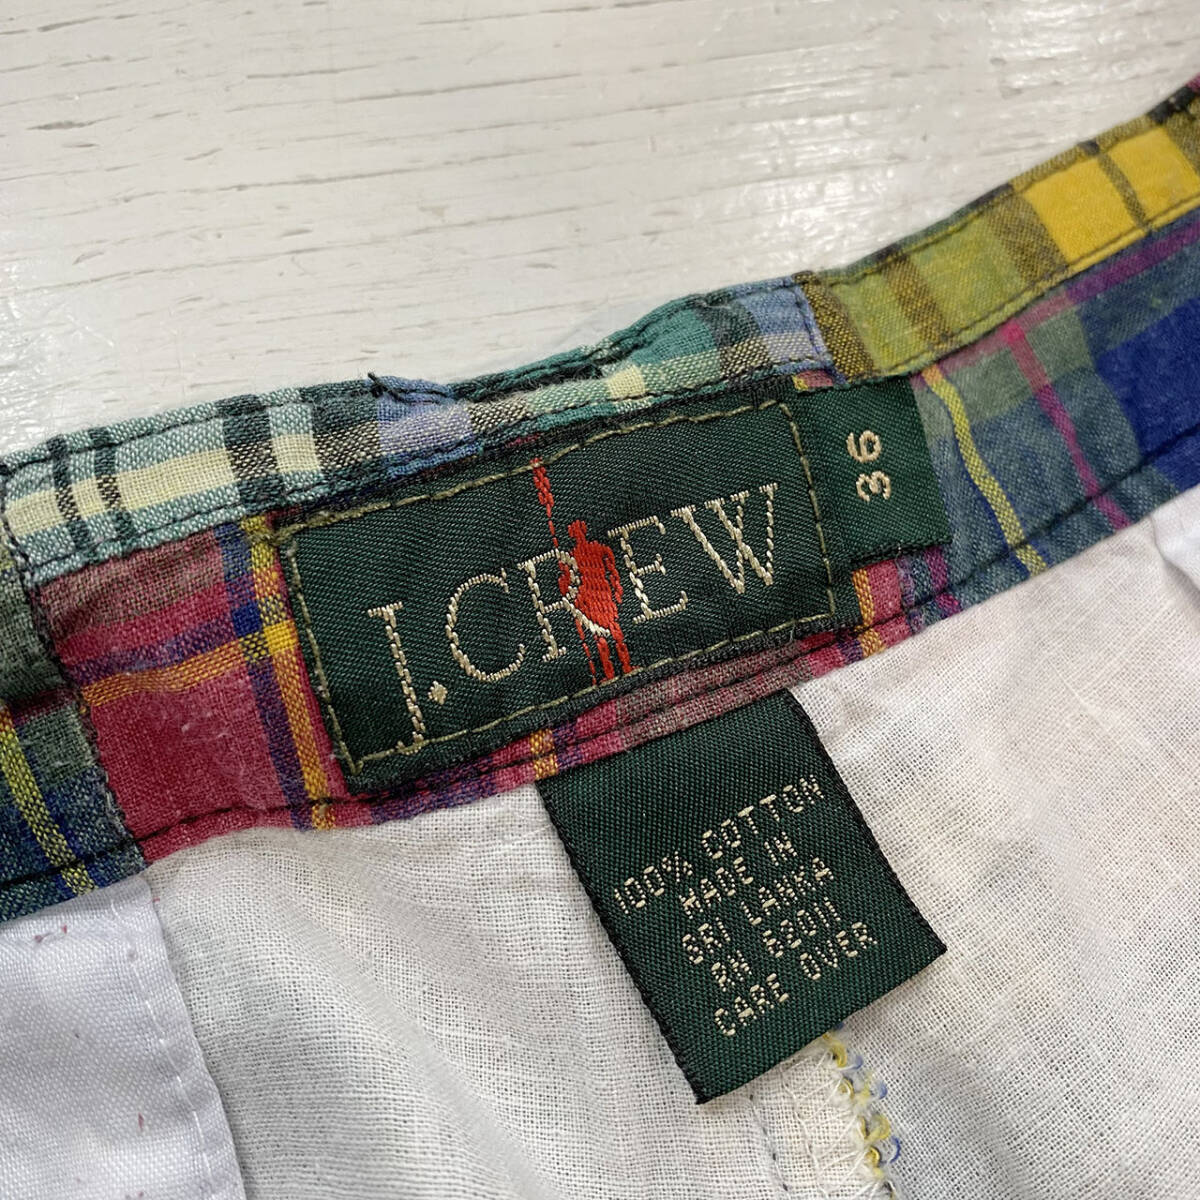 J.CREW
36
100% COTTON
MADE IN
SRI LANKA
RN 62011
CARE OVER